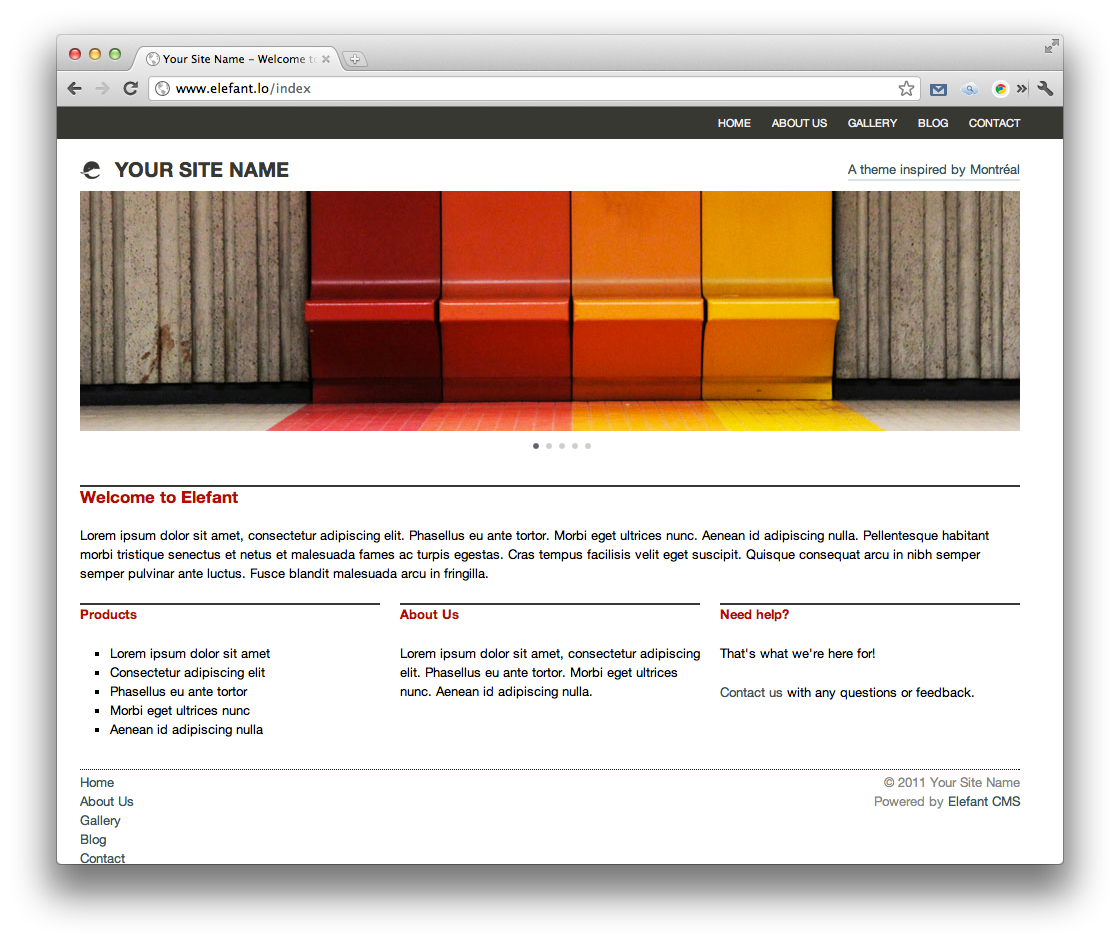 Your Site Name – Welcome to
www.elefant.lo/index
HOME ABOUT US GALLERY BLOG CONTACT
YOUR SITE NAME
A theme inspired by Montréal
Welcome to Elefant
Lorem ipsum dolor sit amet, consectetur adipiscing elit. Phasellus eu ante tortor. Morbi eget ultrices nunc. Aenean id adipiscing nulla. Pellentesque habitant
morbi tristique senectus et netus et malesuada fames ac turpis egestas. Cras tempus facilisis velit eget suscipit. Quisque consequat arcu in nibh semper
semper pulvinar ante luctus. Fusce blandit malesuada arcu in fringilla.
Products
Lorem ipsum dolor sit amet
Consectetur adipiscing elit
Phasellus eu ante tortor
Morbi eget ultrices nunc
Aenean id adipiscing nulla
About Us
Lorem ipsum dolor sit amet, consectetur adipiscing
elit. Phasellus eu ante tortor. Morbi eget ultrices
nunc. Aenean id adipiscing nulla.
Need help?
That's what we're here for!
Contact us with any questions or feedback.
Home
About Us
Gallery
Blog
Contact
© 2011 Your Site Name
Powered by Elefant CMS